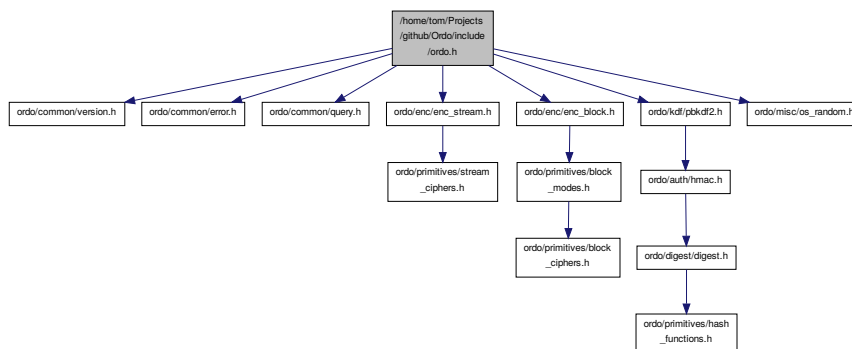 /home/tom/Projects
/github/Ordo/include
/ordo.h
ordo/common/version.h
ordo/common/error.h
ordo/common/query.h
ordo/enc/enc_stream.h
ordo/enc/enc_block.h
ordo/kdf/pbkdf2.h
ordo/misc/os_random.h
ordo/primitives/stream
_ciphers.h
ordo/primitives/block
_modes.h
ordo/auth/hmac.h
ordo/primitives/block
_ciphers.h
ordo/digest/digest.h
ordo/primitives/hash
_functions.h